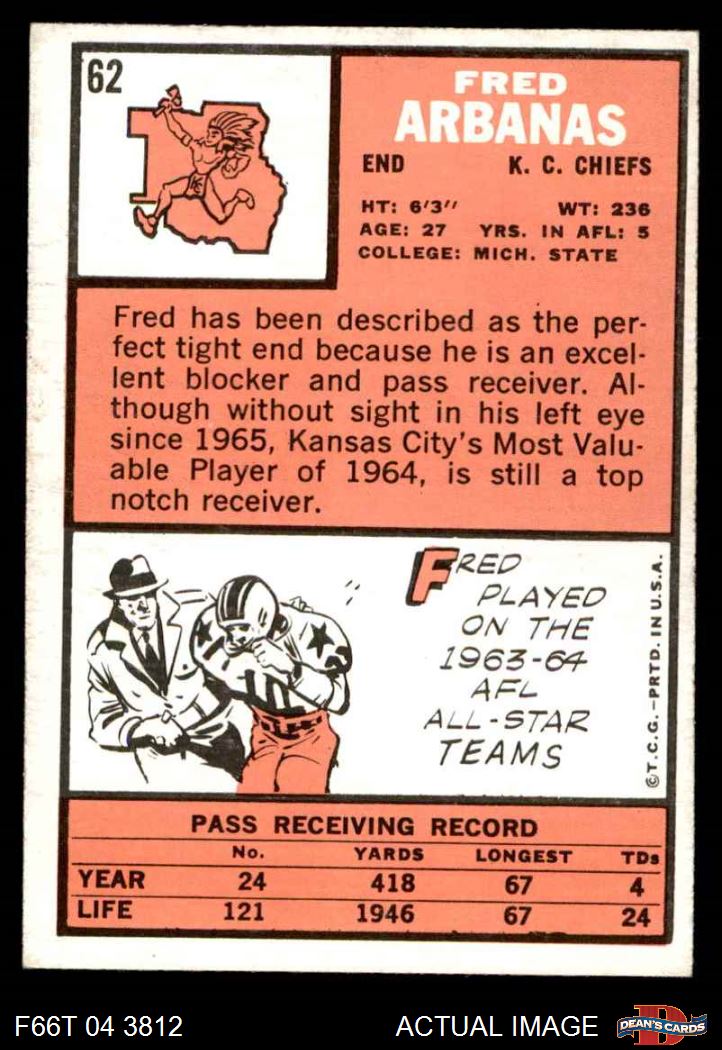 62
FRED
ARBANAS
END K. C. CHIEFS
HT: 6'3'' WT: 236
AGE: 27 YRS. IN AFL: 5
COLLEGE: MICH. STATE
Fred has been described as the per-
fect tight end because he is an excel-
lent blocker and pass receiver. Al-
though without sight in his left eye
since 1965, Kansas City's Most Valu-
able Player of 1964, is still a top
notch receiver.
FRED
PLAYED
ON THE
1963-64
AFL
ALL-STAR
TEAMS
©T.C.G.–PRTD. IN U.S.A.
PASS RECEIVING RECORD
No. YARDS LONGEST TDs
YEAR 24 418 67 4
LIFE 121 1946 67 24
F66T 04 3812 ACTUAL IMAGE
D
DEAN'S CARDS